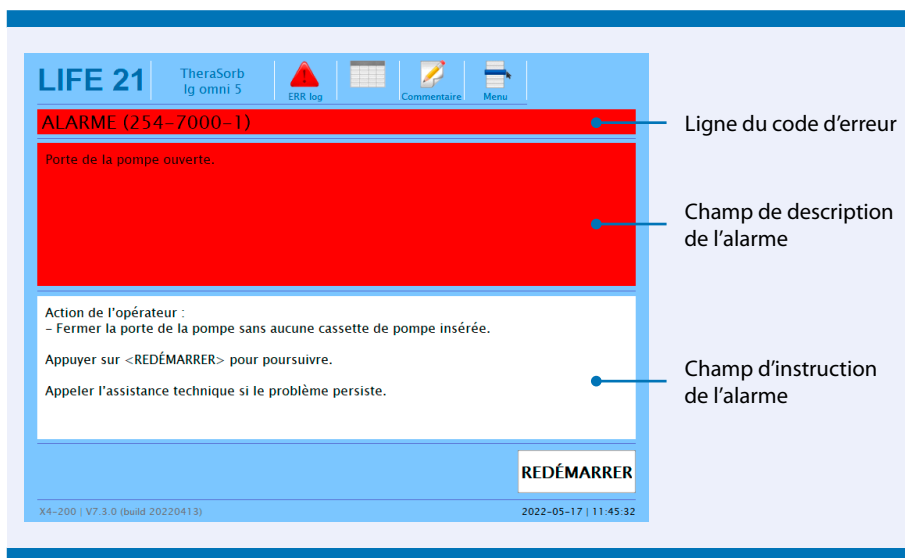 LIFE 21
TheraSorb
Ig omni 5
ERR log
Commentaire
Menu
ALARME (254-7000-1)
Ligne du code d'erreur
Porte de la pompe ouverte.
Champ de description
de l'alarme
Action de l'opérateur :
- Fermer la porte de la pompe sans aucune cassette de pompe insérée.
Appuyer sur <REDÉMARRER> pour poursuivre.
Appeler l'assistance technique si le problème persiste.
Champ d'instruction
de l'alarme
REDÉMARRER
X4-200 | V7.3.0 (build 20220413)
2022-05-17 | 11:45:32